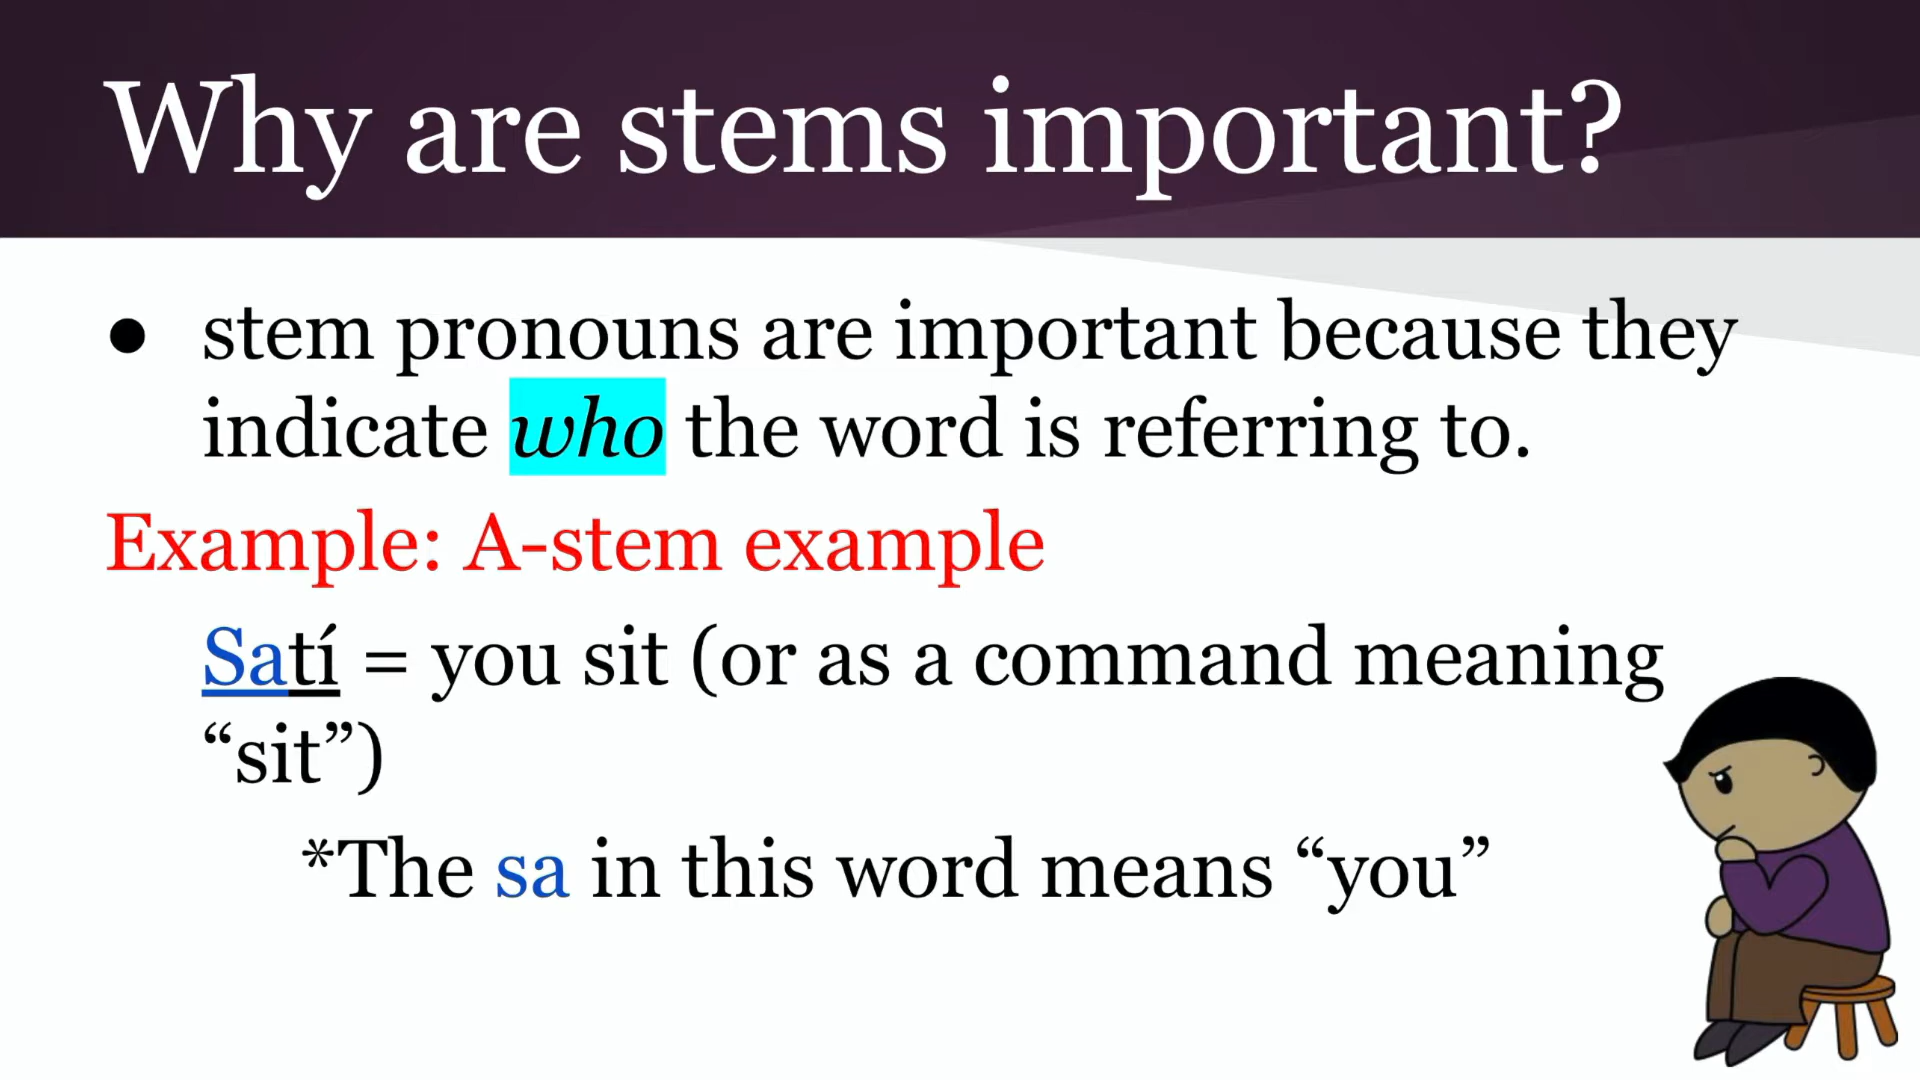 Why are stems important?
● stem pronouns are important because they
indicate who the word is referring to.
Example: A-stem example
Satí = you sit (or as a command meaning
“sit”)
*The sa in this word means “you”